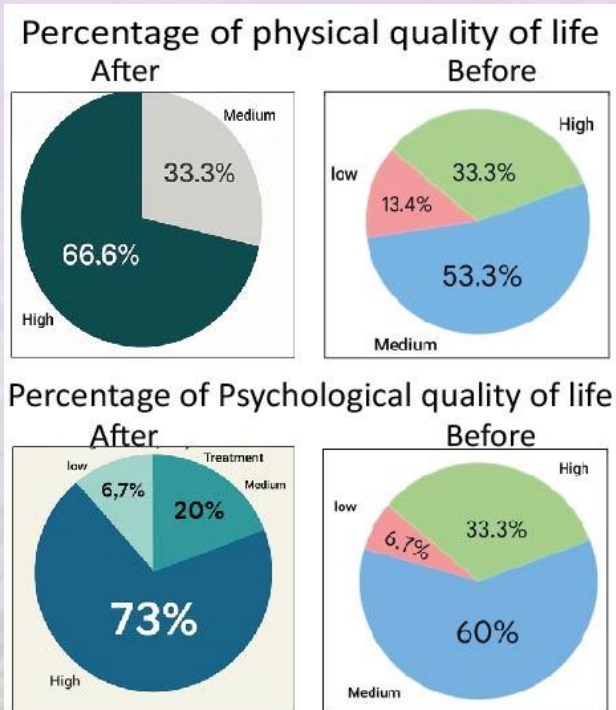 Percentage of physical quality of life
After
Before
Medium
33.3%
66.6%
High
High
low
33.3%
13.4%
53.3%
Medium
Percentage of Psychological quality of life
After
Before
low
Treatment
Medium
6,7%
20%
73%
High
High
low
33.3%
6.7%
60%
Medium